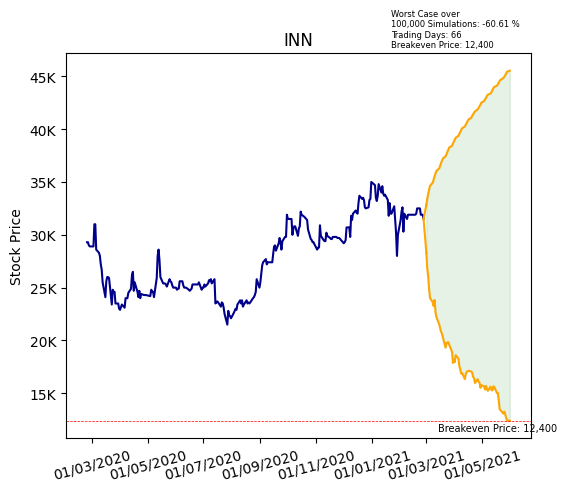 Worst Case over
100,000 Simulations: -60.61 %
Trading Days: 66
Breakeven Price: 12,400
INN
Stock Price
45K
40K
35K
30K
25K
20K
15K
Breakeven Price: 12,400
01/03/2020
01/05/2020
01/07/2020
01/09/2020
01/11/2020
01/01/2021
01/03/2021
01/05/2021